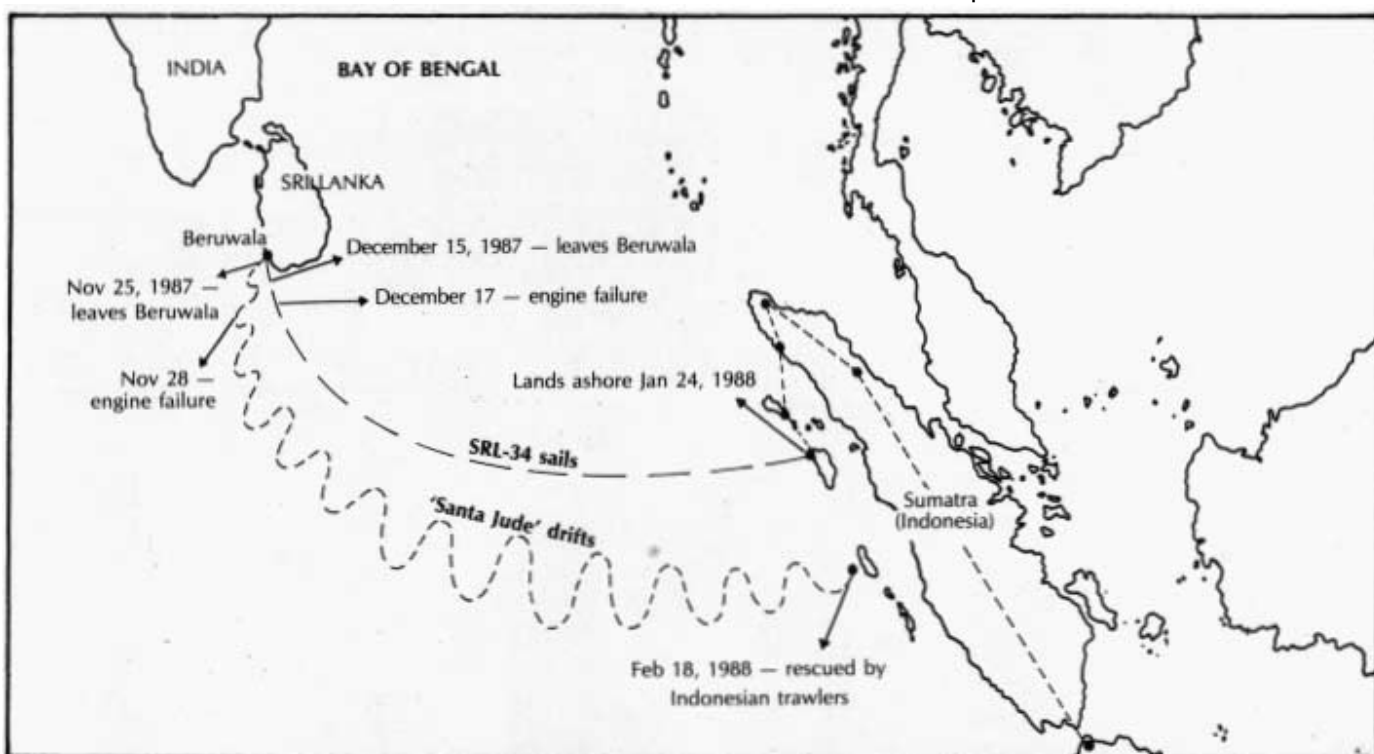 INDIA
BAY OF BENGAL
SRI LANKA
Beruwala
December 15, 1987 — leaves Beruwala
Nov 25, 1987 —
leaves Beruwala
December 17 — engine failure
Nov 28 —
engine failure
Lands ashore Jan 24, 1988
SRL-34 sails
'Santa Jude' drifts
Sumatra
(Indonesia)
Feb 18, 1988 — rescued by
Indonesian trawlers